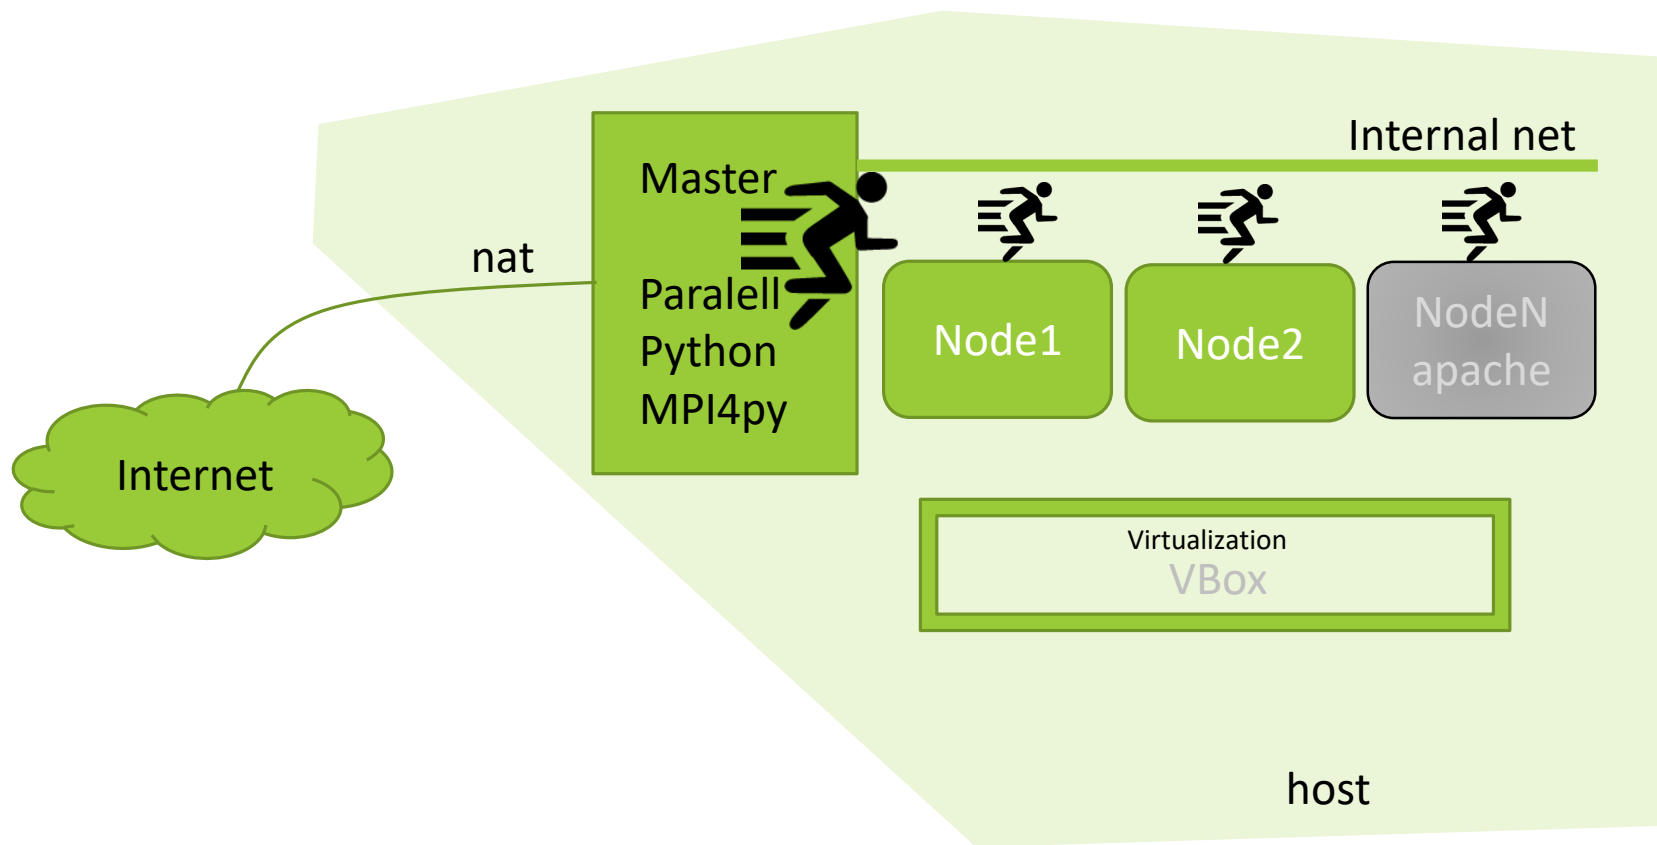 Internal net
Master
nat
Paralell
Python
MPI4py
Node1
Node2
NodeN
apache
Internet
Virtualization
VBox
host